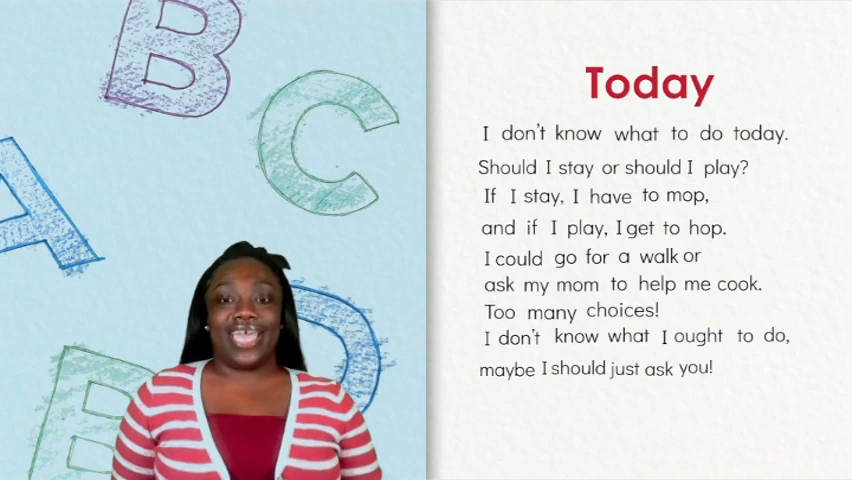 B
C
A
D
B
Today
I don't know what to do today.
Should I stay or should I play?
If I stay, I have to mop,
and if I play, I get to hop.
I could go for a walk or
ask my mom to help me cook.
Too many choices!
I don't know what I ought to do,
maybe I should just ask you!